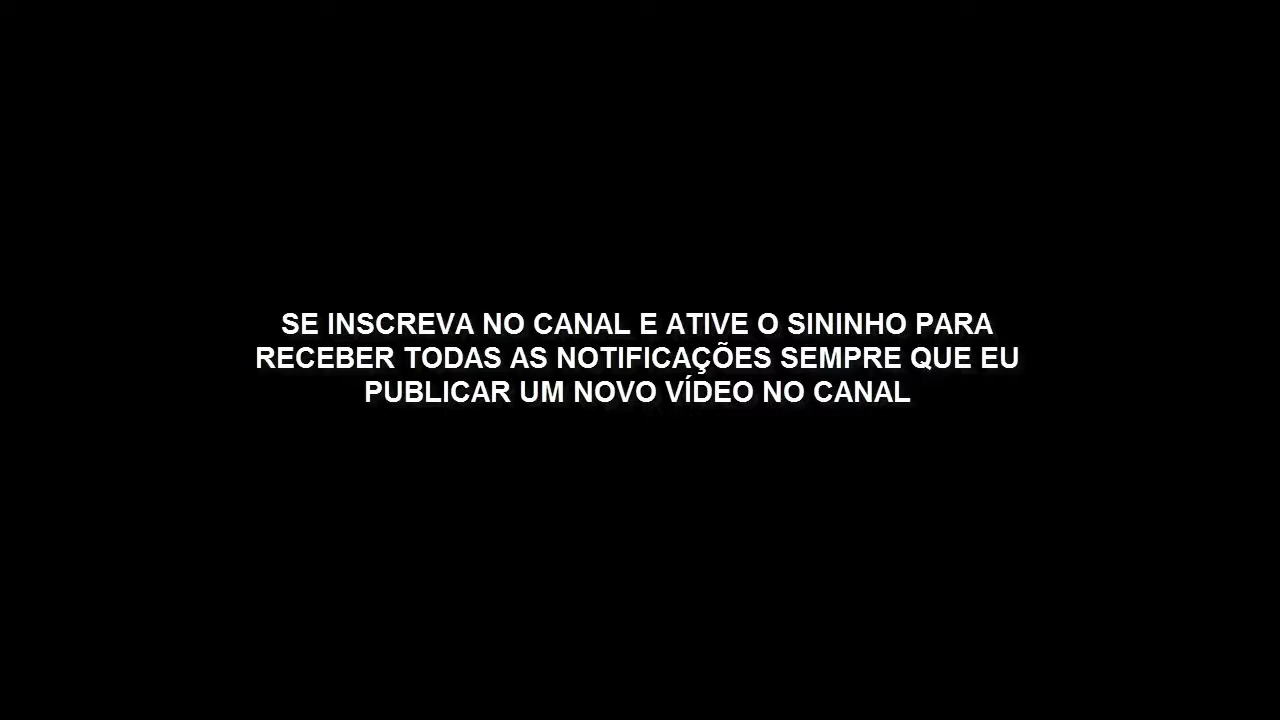 SE INSCREVA NO CANAL E ATIVE O SININHO PARA
RECEBER TODAS AS NOTIFICAÇÕES SEMPRE QUE EU
PUBLICAR UM NOVO VÍDEO NO CANAL